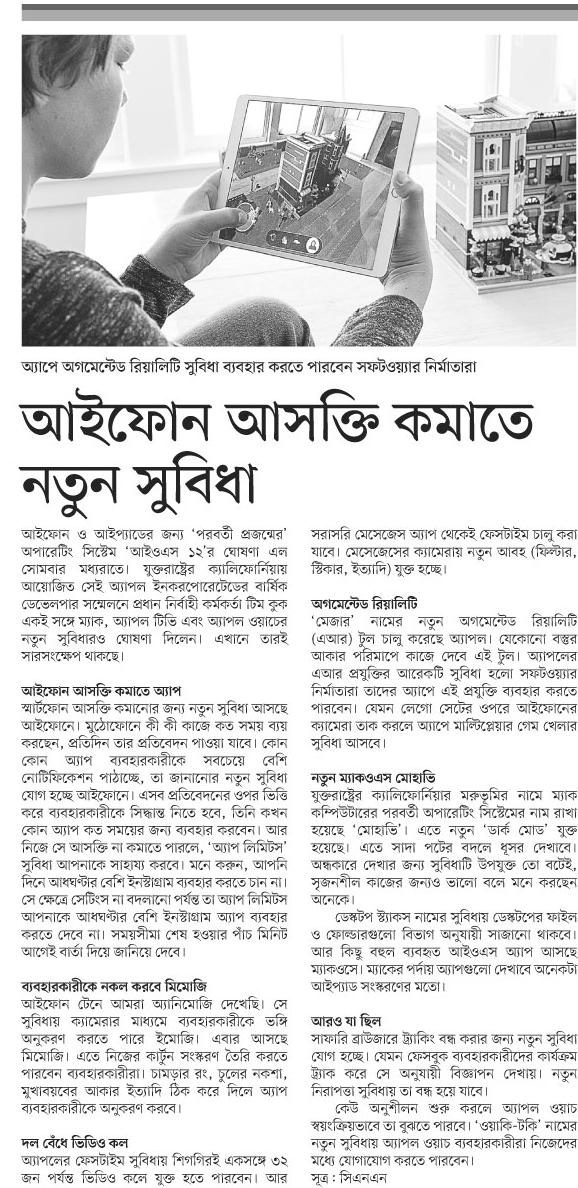 অ্যাপে অগমেন্টেড রিয়ালিটি সুবিধা ব্যবহার করতে পারবেন সফটওয়্যার নির্মাতারা
আইফোন আসক্তি কমাতে
নতুন সুবিধা
আইফোন ও আইপ্যাডের জন্য ‘পরবর্তী প্রজন্মের’
অপারেটিং সিস্টেম ‘আইওএস ১২’র ঘোষণা এল
সোমবার মধ্যরাতে। যুক্তরাষ্ট্রের ক্যালিফোর্নিয়ায়
আয়োজিত সেই অ্যাপল ইনকরপোরেটেডের বার্ষিক
ডেভেলপার সম্মেলনে প্রধান নির্বাহী কর্মকর্তা টিম কুক
একই সঙ্গে ম্যাক, অ্যাপল টিভি এবং অ্যাপল ওয়াচের
নতুন সুবিধারও ঘোষণা দিলেন। এখানে তারই
সারসংক্ষেপ থাকছে।
আইফোন আসক্তি কমাতে অ্যাপ
স্মার্টফোন আসক্তি কমানোর জন্য নতুন সুবিধা আসছে
আইফোনে। মুঠোফোনে কী কী কাজে কত সময় ব্যয়
করছেন, প্রতিদিন তার প্রতিবেদন পাওয়া যাবে। কোন
কোন অ্যাপ ব্যবহারকারীকে সবচেয়ে বেশি
নোটিফিকেশন পাঠাচ্ছে, তা জানানোর নতুন সুবিধা
যোগ হচ্ছে আইফোনে। এসব প্রতিবেদনের ওপর ভিত্তি
করে ব্যবহারকারীকে সিদ্ধান্ত নিতে হবে, তিনি কখন
কোন অ্যাপ কত সময়ের জন্য ব্যবহার করবেন। আর
নিজে সে আসক্তি না কমাতে পারলে, ‘অ্যাপ লিমিটস’
সুবিধা আপনাকে সাহায্য করবে। মনে করুন, আপনি
দিনে আধঘণ্টার বেশি ইনস্টাগ্রাম ব্যবহার করতে চান না।
সে ক্ষেত্রে সেটিংস না বদলানো পর্যন্ত তা অ্যাপ লিমিটস
আপনাকে আধঘণ্টার বেশি ইনস্টাগ্রাম অ্যাপ ব্যবহার
করতে দেবে না। সময়সীমা শেষ হওয়ার পাঁচ মিনিট
আগেই বার্তা দিয়ে জানিয়ে দেবে।
ব্যবহারকারীকে নকল করবে মিমোজি
আইফোন টেনে আমরা অ্যানিমোজি দেখেছি। সে
সুবিধায় ক্যামেরার মাধ্যমে ব্যবহারকারীকে ভঙ্গি
অনুকরণ করতে পারে ইমোজি। এবার আসছে
মিমোজি। এতে নিজের কার্টুন সংস্করণ তৈরি করতে
পারবেন ব্যবহারকারীরা। চামড়ার রং, চুলের নকশা,
মুখাবয়বের আকার ইত্যাদি ঠিক করে দিলে অ্যাপ
ব্যবহারকারীকে অনুকরণ করবে।
দল বেঁধে ভিডিও কল
অ্যাপলের ফেসটাইম সুবিধায় শিগগিরই একসঙ্গে ৩২
জন পর্যন্ত ভিডিও কলে যুক্ত হতে পারবেন। আর
সরাসরি মেসেজেস অ্যাপ থেকেই ফেসটাইম চালু করা
যাবে। মেসেজেসের ক্যামেরায় নতুন আবহ (ফিল্টার,
স্টিকার, ইত্যাদি) যুক্ত হচ্ছে।
অগমেন্টেড রিয়ালিটি
‘মেজার’ নামের নতুন অগমেন্টেড রিয়ালিটি
(এআর) টুল চালু করেছে অ্যাপল। যেকোনো বস্তুর
আকার পরিমাপে কাজে দেবে এই টুল। অ্যাপলের
এআর প্রযুক্তির আরেকটি সুবিধা হলো সফটওয়্যার
নির্মাতারা তাদের অ্যাপে এই প্রযুক্তি ব্যবহার করতে
পারবেন। যেমন লেগো সেটের ওপরে আইফোনের
ক্যামেরা তাক করলে অ্যাপে মাল্টিপ্লেয়ার গেম খেলার
সুবিধা আসবে।
নতুন ম্যাকওএস মোহাভি
যুক্তরাষ্ট্রের ক্যালিফোর্নিয়ার মরুভূমির নামে ম্যাক
কম্পিউটারের পরবর্তী অপারেটিং সিস্টেমের নাম রাখা
হয়েছে ‘মোহাভি’। এতে নতুন ‘ডার্ক মোড’ যুক্ত
হয়েছে। এতে সাদা পটের বদলে ধূসর দেখাবে।
অন্ধকারে দেখার জন্য সুবিধাটি উপযুক্ত তো বটেই,
সৃজনশীল কাজের জন্যও ভালো বলে মনে করছেন
অনেকে।
ডেস্কটপ স্ট্যাকস নামের সুবিধায় ডেস্কটপের ফাইল
ও ফোল্ডারগুলো বিভাগ অনুযায়ী সাজানো থাকবে।
আর কিছু বহুল ব্যবহৃত আইওএস অ্যাপ আসছে
ম্যাকওসে। ম্যাকের পর্দায় অ্যাপগুলো দেখাবে অনেকটা
আইপ্যাড সংস্করণের মতো।
আরও যা ছিল
সাফারি ব্রাউজারে ট্র্যাকিং বন্ধ করার জন্য নতুন সুবিধা
যোগ হচ্ছে। যেমন ফেসবুক ব্যবহারকারীদের কার্যক্রম
ট্র্যাক করে সে অনুযায়ী বিজ্ঞাপন দেখায়। নতুন
নিরাপত্তা সুবিধায় তা বন্ধ হয়ে যাবে।
কেউ অনুশীলন শুরু করলে অ্যাপল ওয়াচ
স্বয়ংক্রিয়ভাবে তা বুঝতে পারবে। ‘ওয়াকি-টকি’ নামের
নতুন সুবিধায় অ্যাপল ওয়াচ ব্যবহারকারীরা নিজেদের
মধ্যে যোগাযোগ করতে পারবেন।
সূত্র : সিএনএন